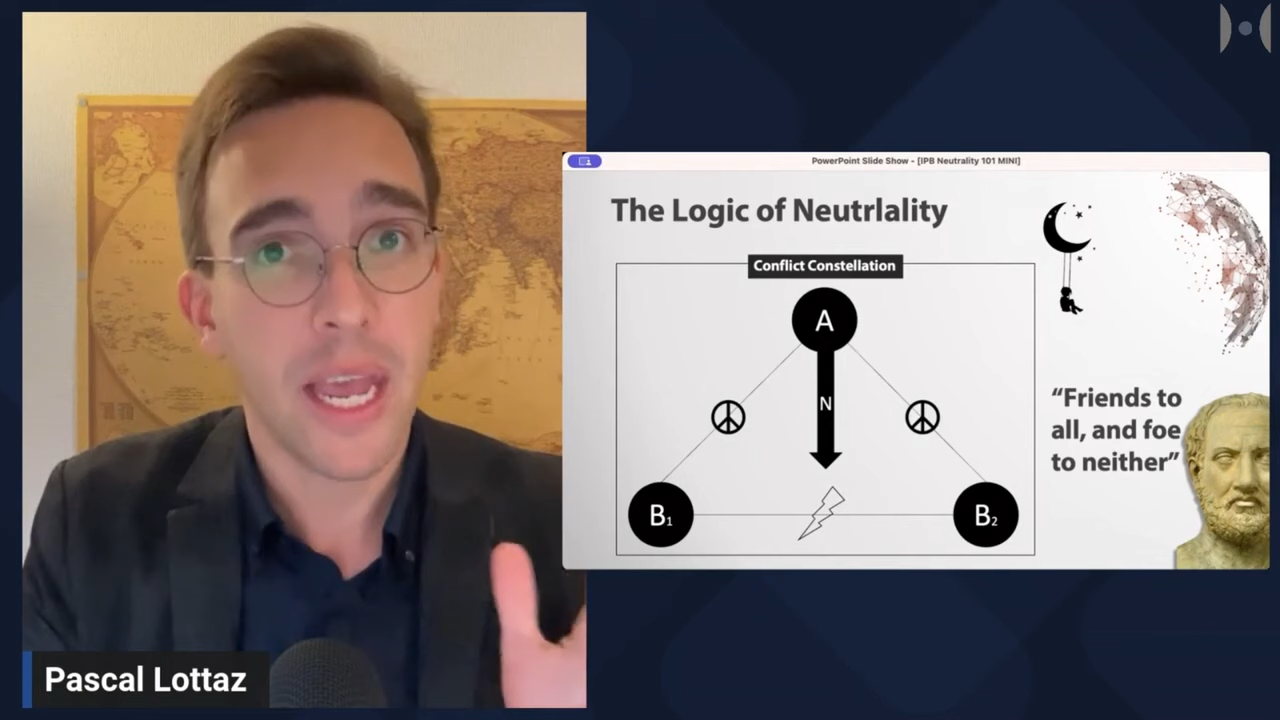 PowerPoint Slide Show - [IPB Neutrality 101 MINI]
The Logic of Neutrlality
Conflict Constellation
A
N
B1
B2
“Friends to
all, and foe
to neither”
Pascal Lottaz